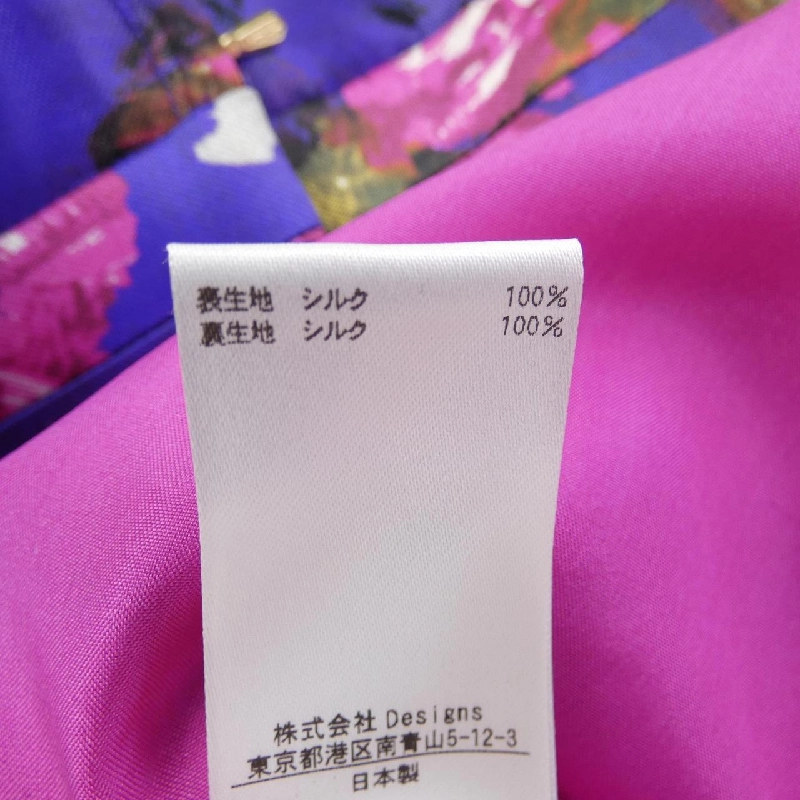 表生地 シルク 100%
裏生地 シルク 100%
株式会社 Designs
東京都港区南青山5-12-3
日本製